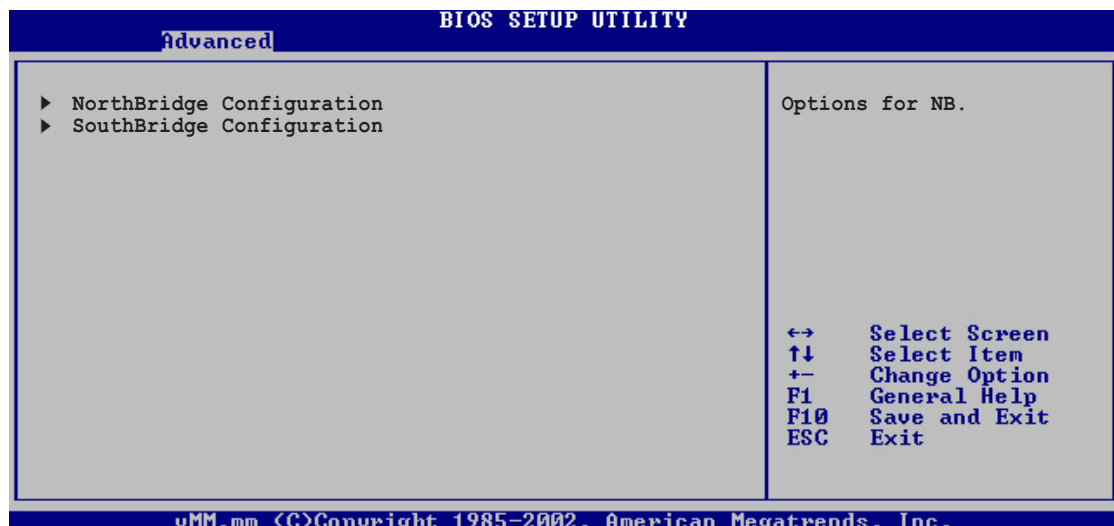 BIOS SETUP UTILITY
Advanced
▶ NorthBridge Configuration
▶ SouthBridge Configuration
Options for NB.
←→ Select Screen
↑↓ Select Item
+- Change Option
F1 General Help
F10 Save and Exit
ESC Exit
vMM.mm (C)Copyright 1985-2002, American Megatrends, Inc.